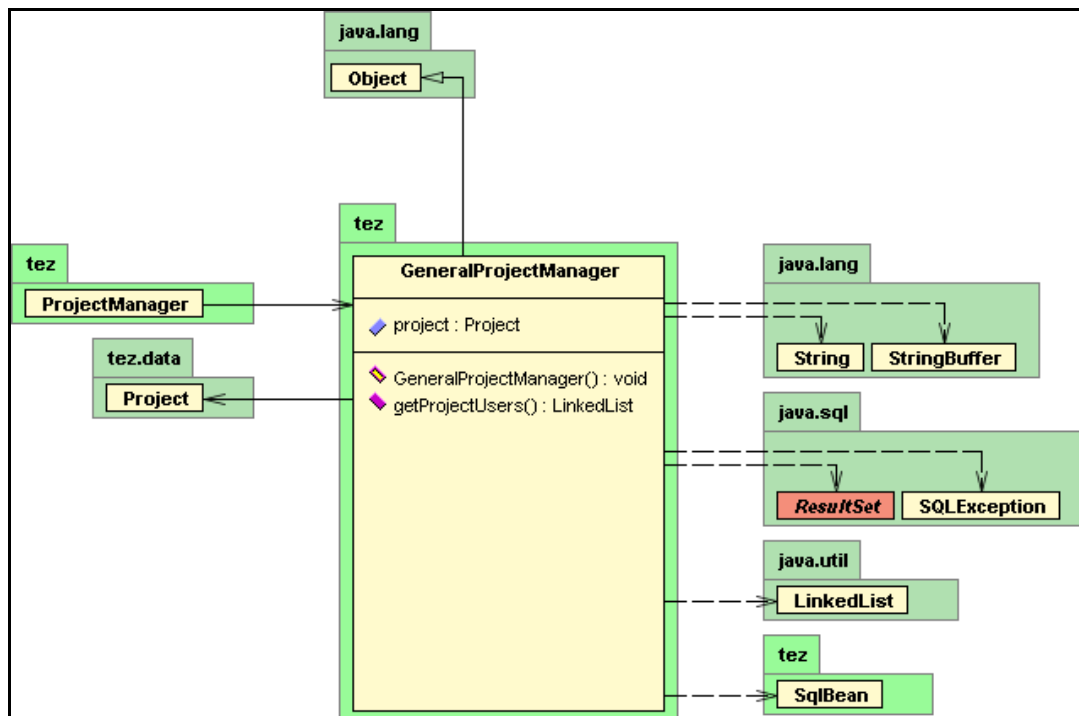 java.lang
Object
tez
GeneralProjectManager
project : Project
GeneralProjectManager() : void
getProjectUsers() : LinkedList
tez
ProjectManager
tez.data
Project
java.lang
String
StringBuffer
java.sql
ResultSet
SQLException
java.util
LinkedList
tez
SqlBean